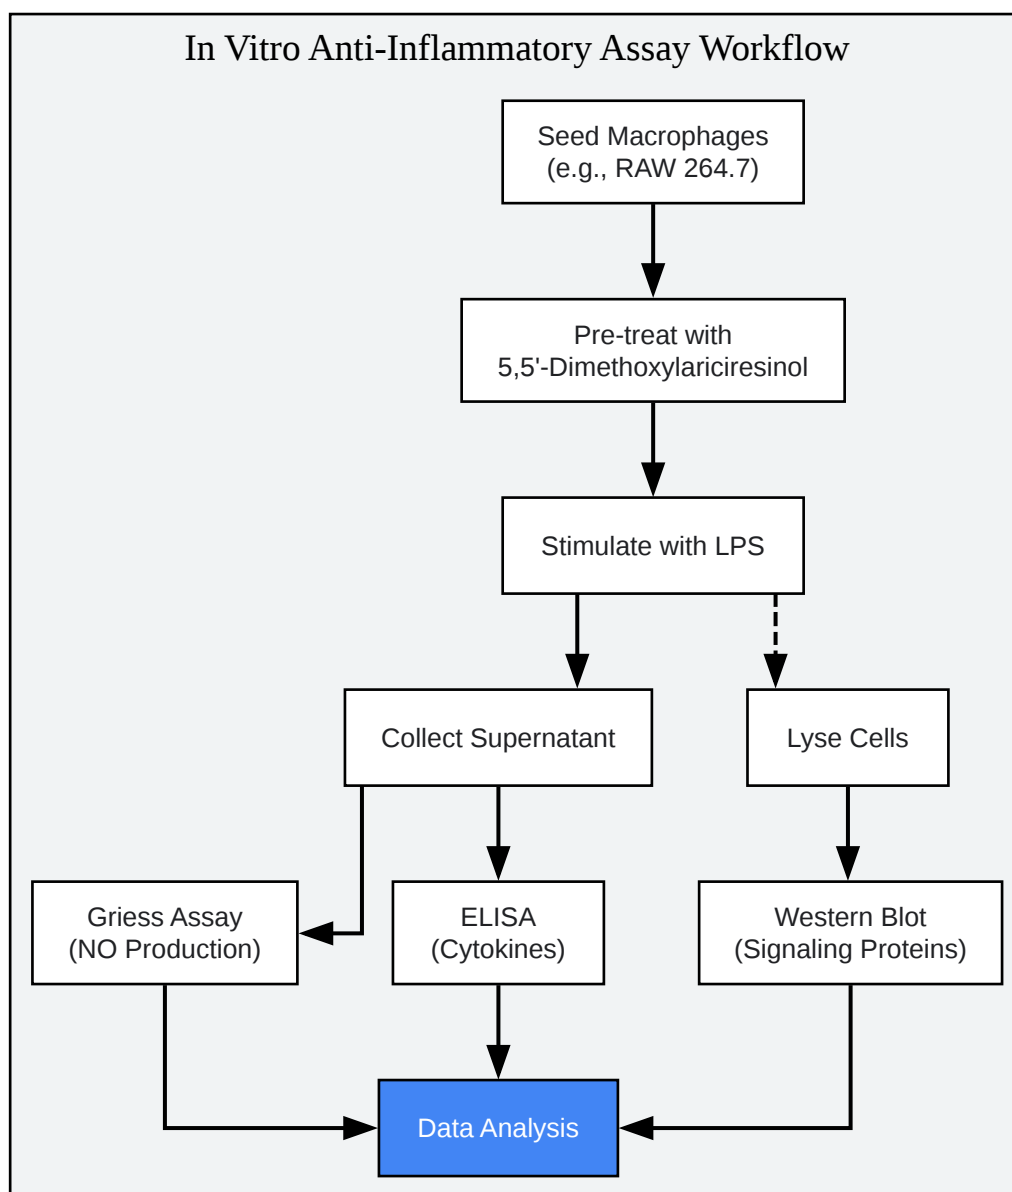 In Vitro Anti-Inflammatory Assay Workflow
Seed Macrophages
(e.g., RAW 264.7)
Pre-treat with
5,5'-Dimethoxylariciresinol
Stimulate with LPS
Collect Supernatant
Lyse Cells
Griess Assay
(NO Production)
ELISA
(Cytokines)
Western Blot
(Signaling Proteins)
Data Analysis